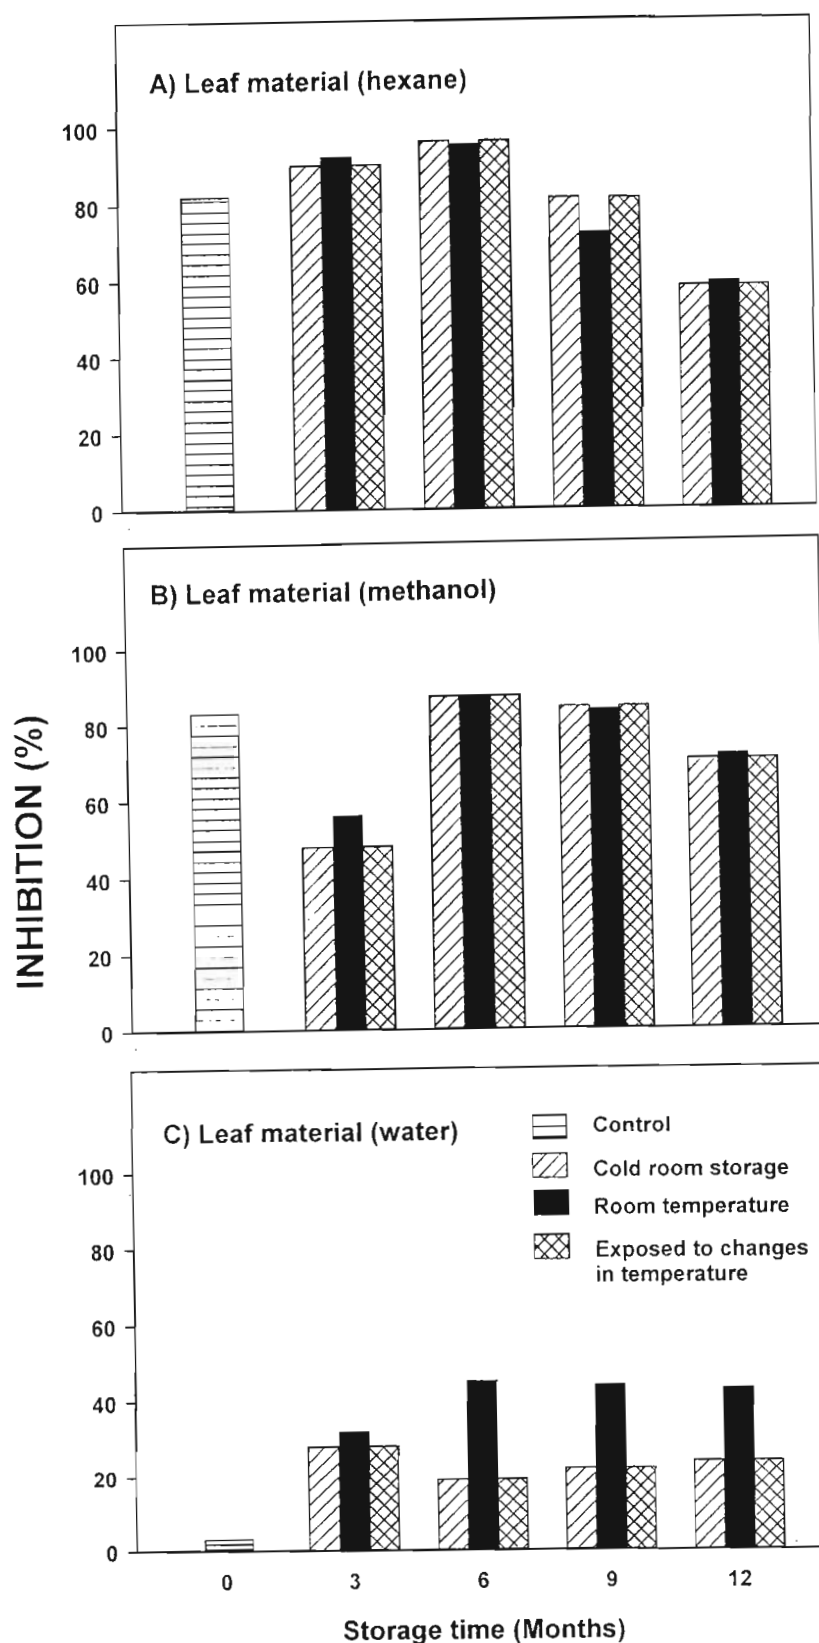 A) Leaf material (hexane)
100
80
60
40
20
0
B) Leaf material (methanol)
100
80
60
40
20
0
INHIBITION (%)
C) Leaf material (water)
Control
Cold room storage
Room temperature
Exposed to changes
in temperature
100
80
60
40
20
0
0 3 6 9 12
Storage time (Months)